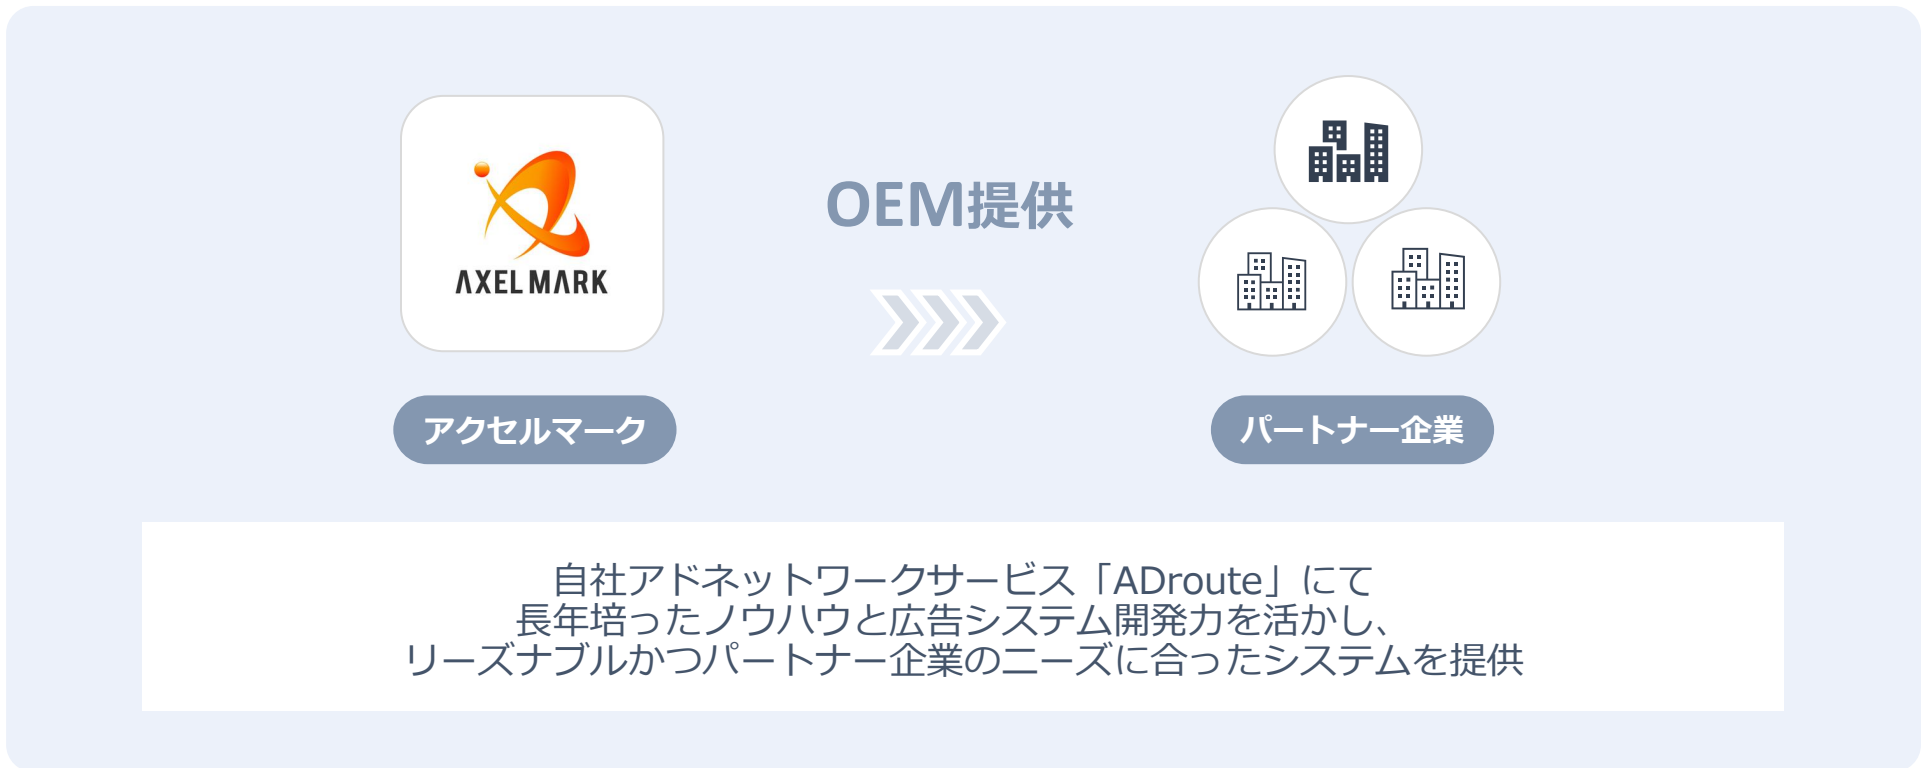 AXEL MARK
OEM提供
アクセルマーク
パートナー企業
自社アドネットワークサービス「ADroute」にて
長年培ったノウハウと広告システム開発力を活かし、
リーズナブルかつパートナー企業のニーズに合ったシステムを提供